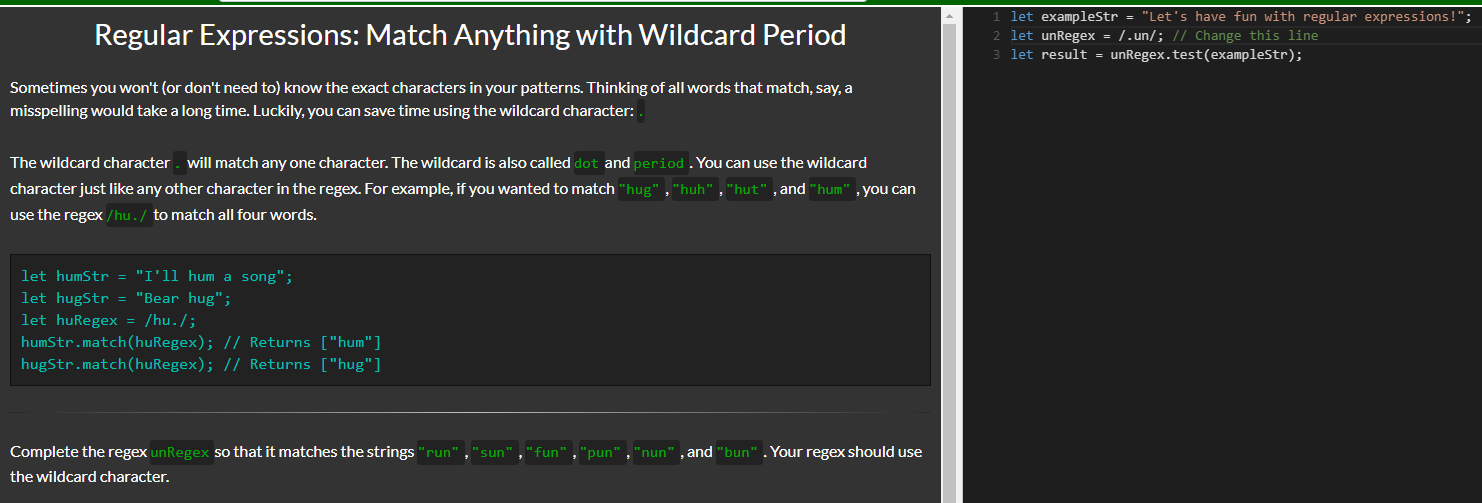 Regular Expressions: Match Anything with Wildcard Period
Sometimes you won't (or don't need to) know the exact characters in your patterns. Thinking of all words that match, say, a
misspelling would take a long time. Luckily, you can save time using the wildcard character: .
The wildcard character . will match any one character. The wildcard is also called dot and period . You can use the wildcard
character just like any other character in the regex. For example, if you wanted to match "hug" , "huh" , "hut" , and "hum" , you can
use the regex /hu./ to match all four words.
let humStr = "I'll hum a song";
let hugStr = "Bear hug";
let huRegex = /hu./;
humStr.match(huRegex); // Returns ["hum"]
hugStr.match(huRegex); // Returns ["hug"]
Complete the regex unRegex so that it matches the strings "run" , "sun" , "fun" , "pun" , "nun" , and "bun" . Your regex should use
the wildcard character.
1 let exampleStr = "Let's have fun with regular expressions!";
2 let unRegex = /.un/; // Change this line
3 let result = unRegex.test(exampleStr);